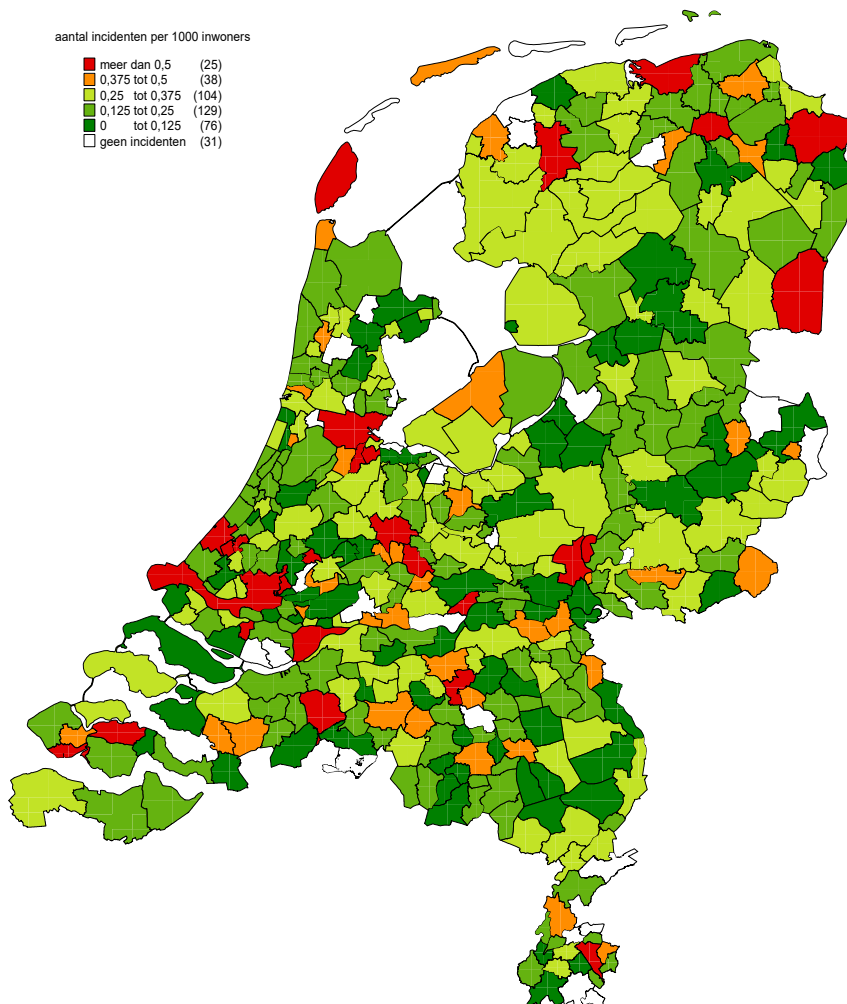 aantal incidenten per 1000 inwoners
meer dan 0,5 (25)
0,375 tot 0,5 (38)
0,25 tot 0,375 (104)
0,125 tot 0,25 (129)
0 tot 0,125 (76)
geen incidenten (31)